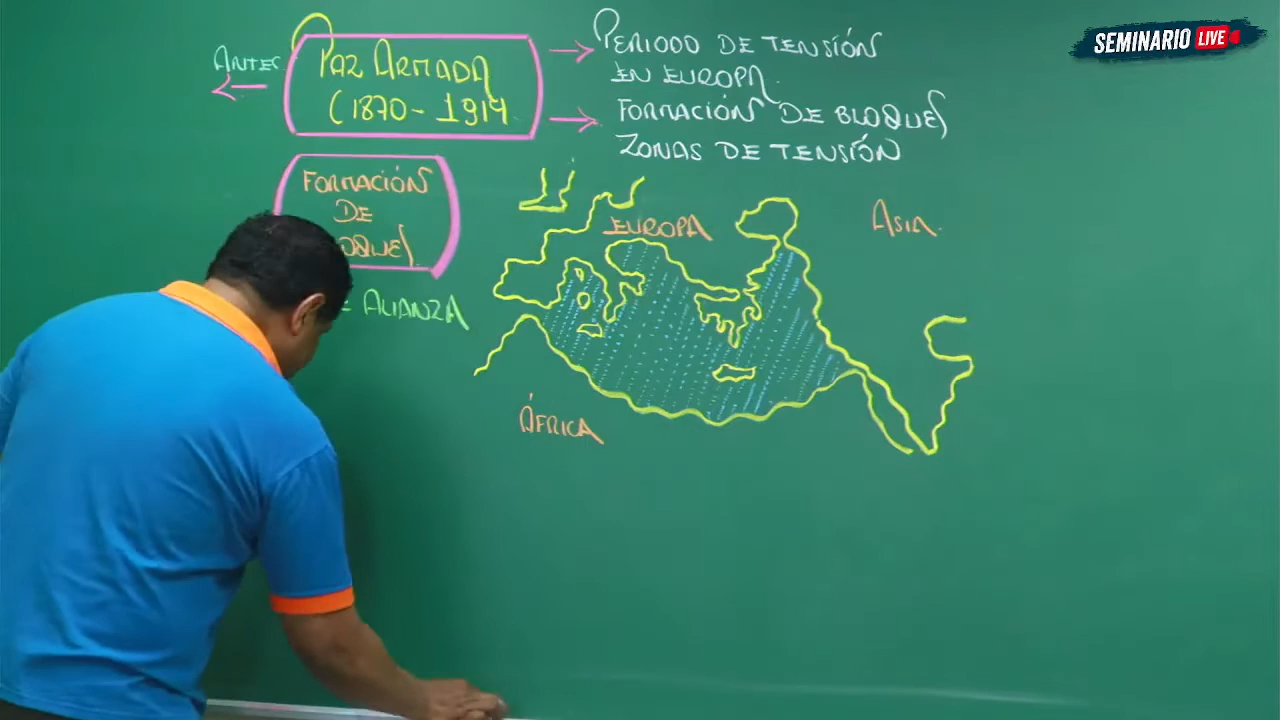 SEMINARIO LIVE
ANTEC
PAZ ARMADA
(1870 - 1914
PERIODO DE TENSIÓN
EN EUROPA.
FORMACIÓN DE BLOQUES
ZONAS DE TENSIÓN
FORMACIÓN
DE
EUROPA
ASIA.
ALIANZA
ÁFRICA